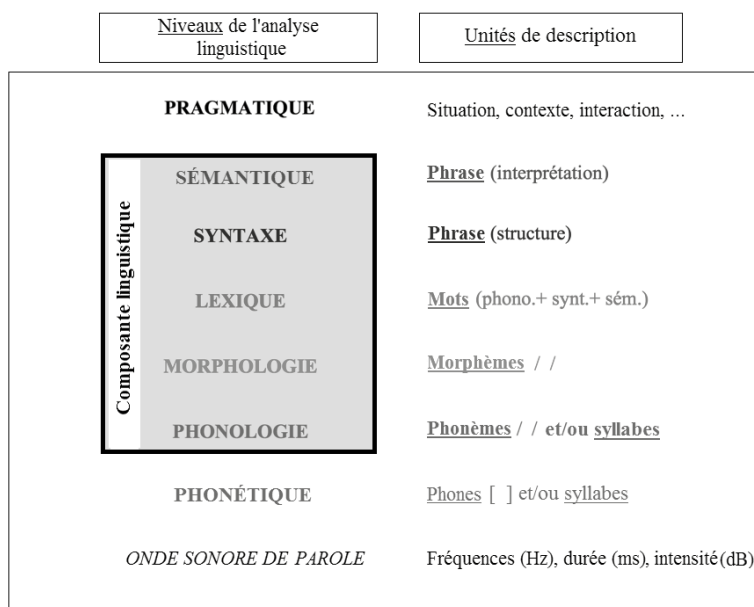 Niveaux de l'analyse
linguistique
Unités de description
PRAGMATIQUE
Situation, contexte, interaction, ...
Composante linguistique
SÉMANTIQUE
Phrase (interprétation)
SYNTAXE
Phrase (structure)
LEXIQUE
Mots (phono.+ synt.+ sém.)
MORPHOLOGIE
Morphèmes / /
PHONOLOGIE
Phonèmes / / et/ou syllabes
PHONÉTIQUE
Phones [ ] et/ou syllabes
ONDE SONORE DE PAROLE
Fréquences (Hz), durée (ms), intensité (dB)